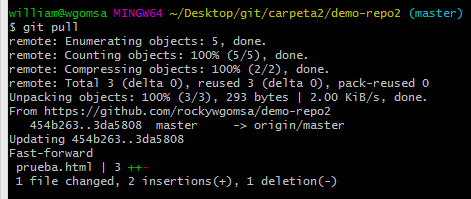 william@wgomsa MINGW64 ~/Desktop/git/carpeta2/demo-repo2 (master)
$ git pull
remote: Enumerating objects: 5, done.
remote: Counting objects: 100% (5/5), done.
remote: Compressing objects: 100% (2/2), done.
remote: Total 3 (delta 0), reused 3 (delta 0), pack-reused 0
Unpacking objects: 100% (3/3), 293 bytes | 2.00 KiB/s, done.
From https://github.com/rockywgomsa/demo-repo2
   454b263..3da5808  master     -> origin/master
Updating 454b263..3da5808
Fast-forward
 prueba.html | 3 ++-
 1 file changed, 2 insertions(+), 1 deletion(-)